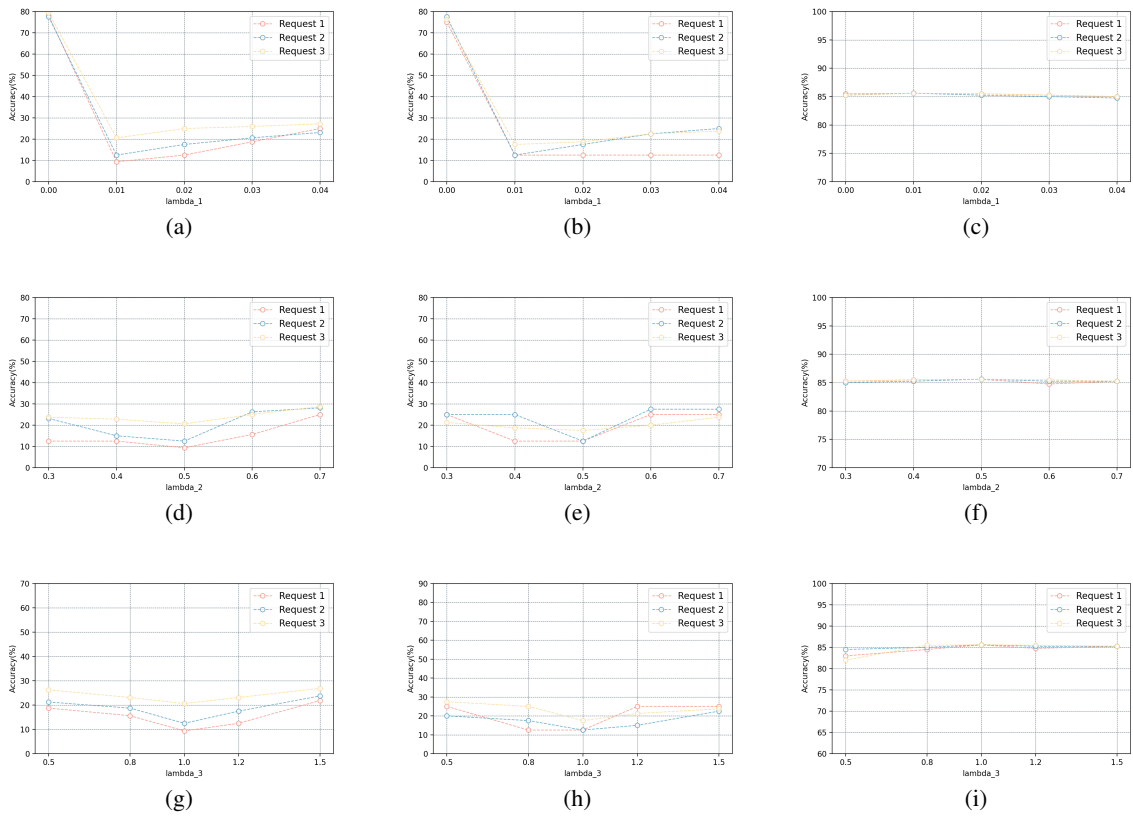 80
70
60
50
40
30
20
10
0
Accuracy(%)
0.00 0.01 0.02 0.03 0.04
lambda_1
Request 1
Request 2
Request 3
(a)
80
70
60
50
40
30
20
10
0
Accuracy(%)
0.00 0.01 0.02 0.03 0.04
lambda_1
Request 1
Request 2
Request 3
(b)
100
95
90
85
80
75
70
Accuracy(%)
0.00 0.01 0.02 0.03 0.04
lambda_1
Request 1
Request 2
Request 3
(c)
80
70
60
50
40
30
20
10
0
Accuracy(%)
0.3 0.4 0.5 0.6 0.7
lambda_2
Request 1
Request 2
Request 3
(d)
80
70
60
50
40
30
20
10
0
Accuracy(%)
0.3 0.4 0.5 0.6 0.7
lambda_2
Request 1
Request 2
Request 3
(e)
100
95
90
85
80
75
70
Accuracy(%)
0.3 0.4 0.5 0.6 0.7
lambda_2
Request 1
Request 2
Request 3
(f)
70
60
50
40
30
20
10
0
Accuracy(%)
0.5 0.8 1.0 1.2 1.5
lambda_3
Request 1
Request 2
Request 3
(g)
90
80
70
60
50
40
30
20
10
0
Accuracy(%)
0.5 0.8 1.0 1.2 1.5
lambda_3
Request 1
Request 2
Request 3
(h)
100
95
90
85
80
75
70
65
60
Accuracy(%)
0.5 0.8 1.0 1.2 1.5
lambda_3
Request 1
Request 2
Request 3
(i)